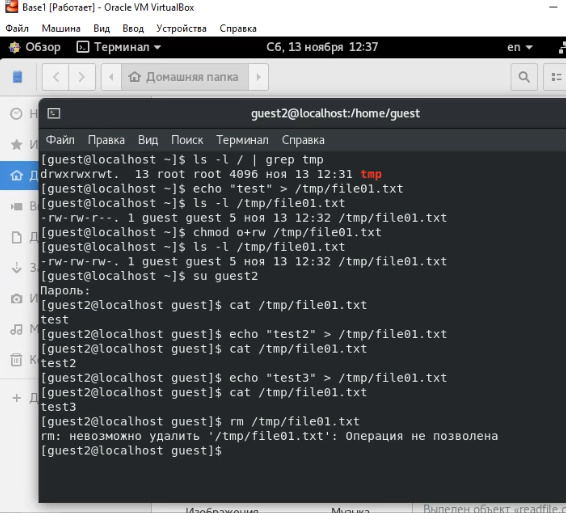 Base1 [Работает] - Oracle VM VirtualBox
Файл Машина Вид Ввод Устройства Справка
Обзор Терминал Сб, 13 ноября 12:37 en
Домашняя папка
guest2@localhost:/home/guest
Файл Правка Вид Поиск Терминал Справка
[guest@localhost ~]$ ls -l / | grep tmp
drwxrwxrwt. 13 root root 4096 ноя 13 12:31 tmp
[guest@localhost ~]$ echo "test" > /tmp/file01.txt
[guest@localhost ~]$ ls -l /tmp/file01.txt
-rw-rw-r--. 1 guest guest 5 ноя 13 12:32 /tmp/file01.txt
[guest@localhost ~]$ chmod o+rw /tmp/file01.txt
[guest@localhost ~]$ ls -l /tmp/file01.txt
-rw-rw-rw-. 1 guest guest 5 ноя 13 12:32 /tmp/file01.txt
[guest@localhost ~]$ su guest2
Пароль:
[guest2@localhost guest]$ cat /tmp/file01.txt
test
[guest2@localhost guest]$ echo "test2" > /tmp/file01.txt
[guest2@localhost guest]$ cat /tmp/file01.txt
test2
[guest2@localhost guest]$ echo "test3" > /tmp/file01.txt
[guest2@localhost guest]$ cat /tmp/file01.txt
test3
[guest2@localhost guest]$ rm /tmp/file01.txt
rm: невозможно удалить '/tmp/file01.txt': Операция не позволена
[guest2@localhost guest]$
Изображения Музыка
Выделен объект «readfile.c